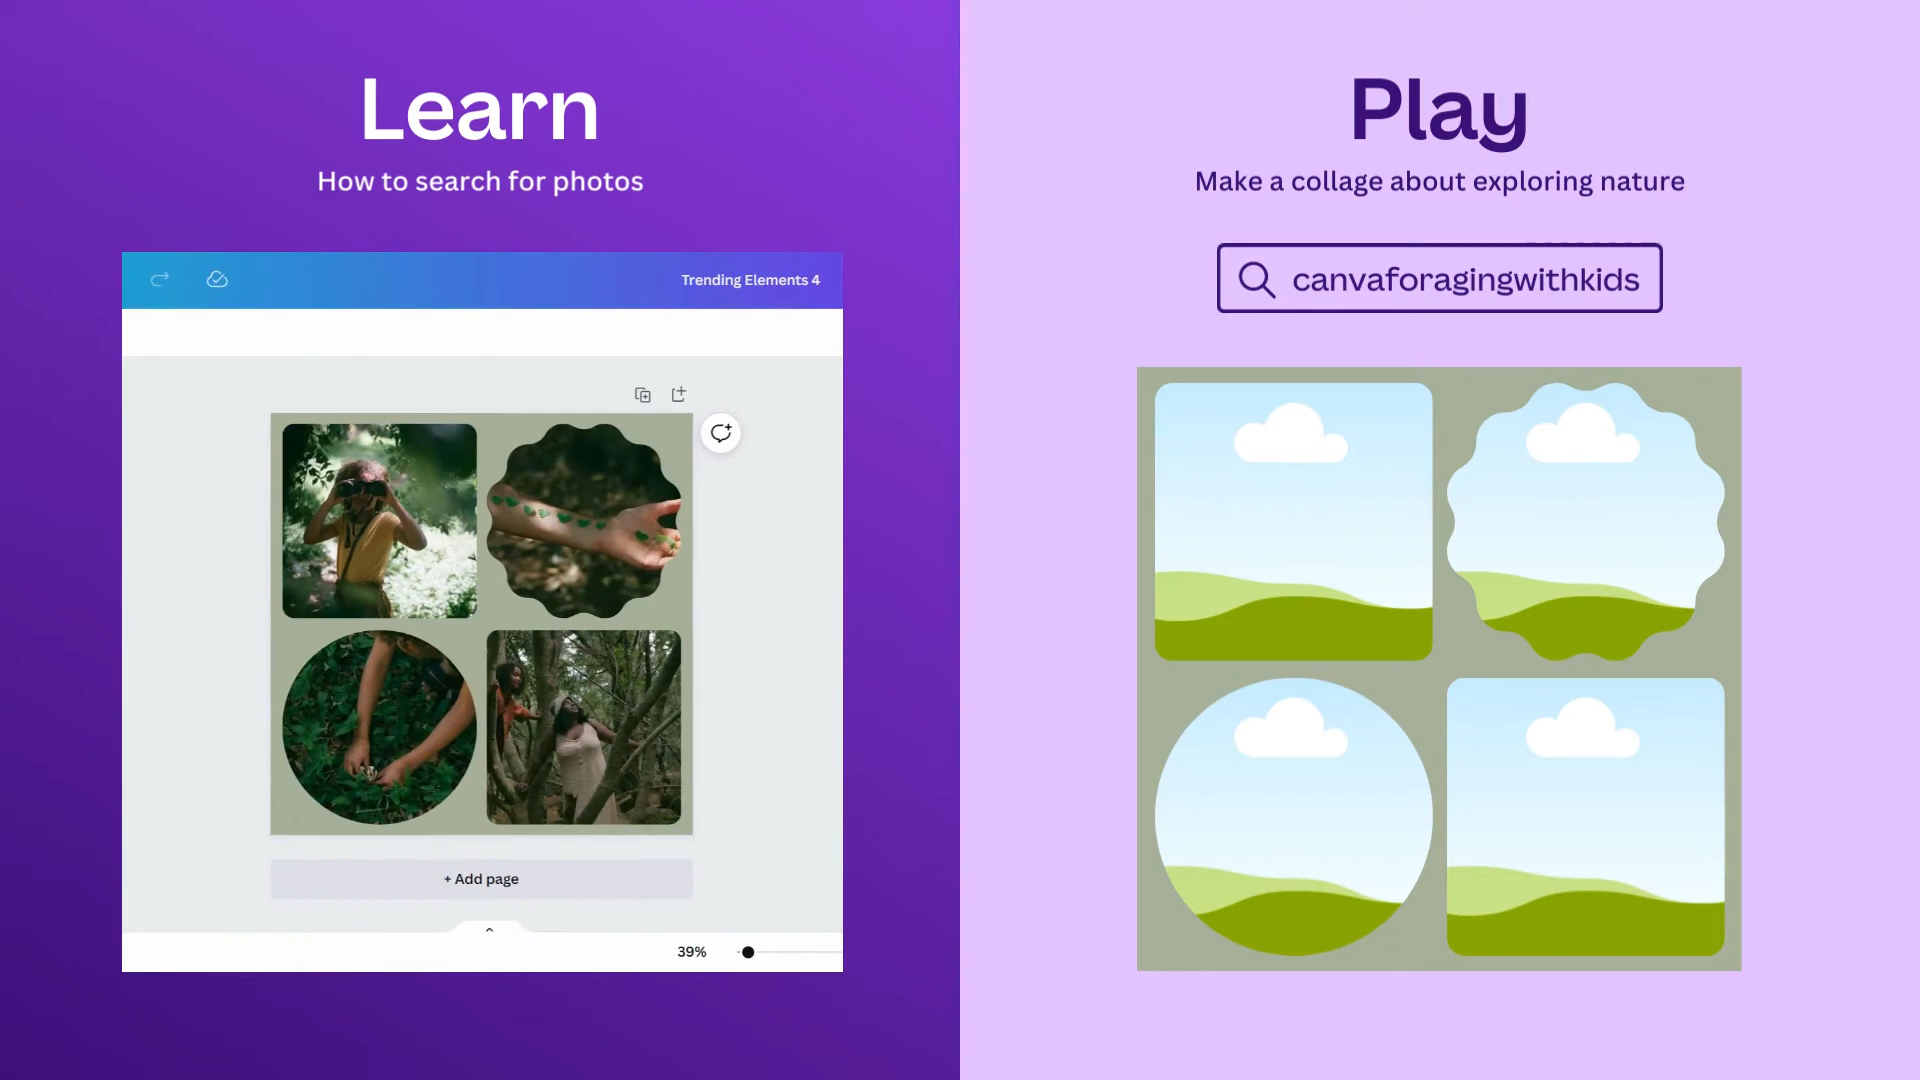 Learn
How to search for photos
Trending Elements 4
+ Add page
39%
Play
Make a collage about exploring nature
canvaforagingwithkids